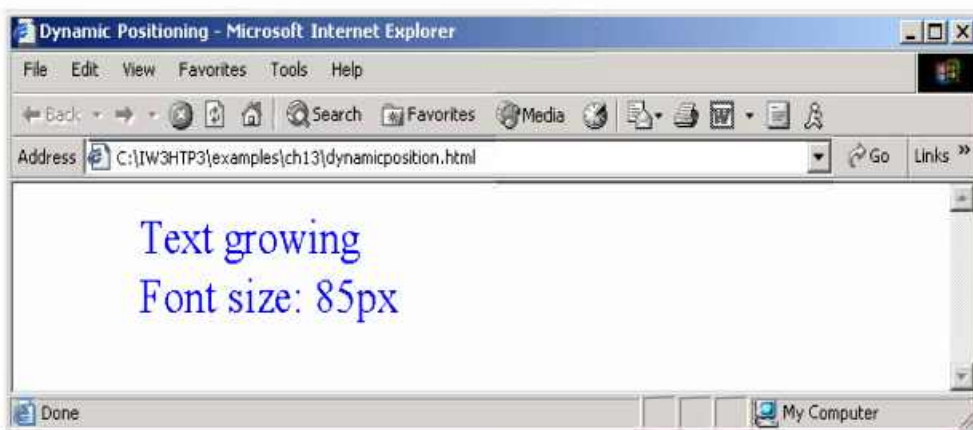 Dynamic Positioning - Microsoft Internet Explorer
File Edit View Favorites Tools Help
Back Search Favorites Media W
Address C:\IW3HTP3\examples\ch13\dynamicposition.html Go Links »
Text growing
Font size: 85px
Done My Computer